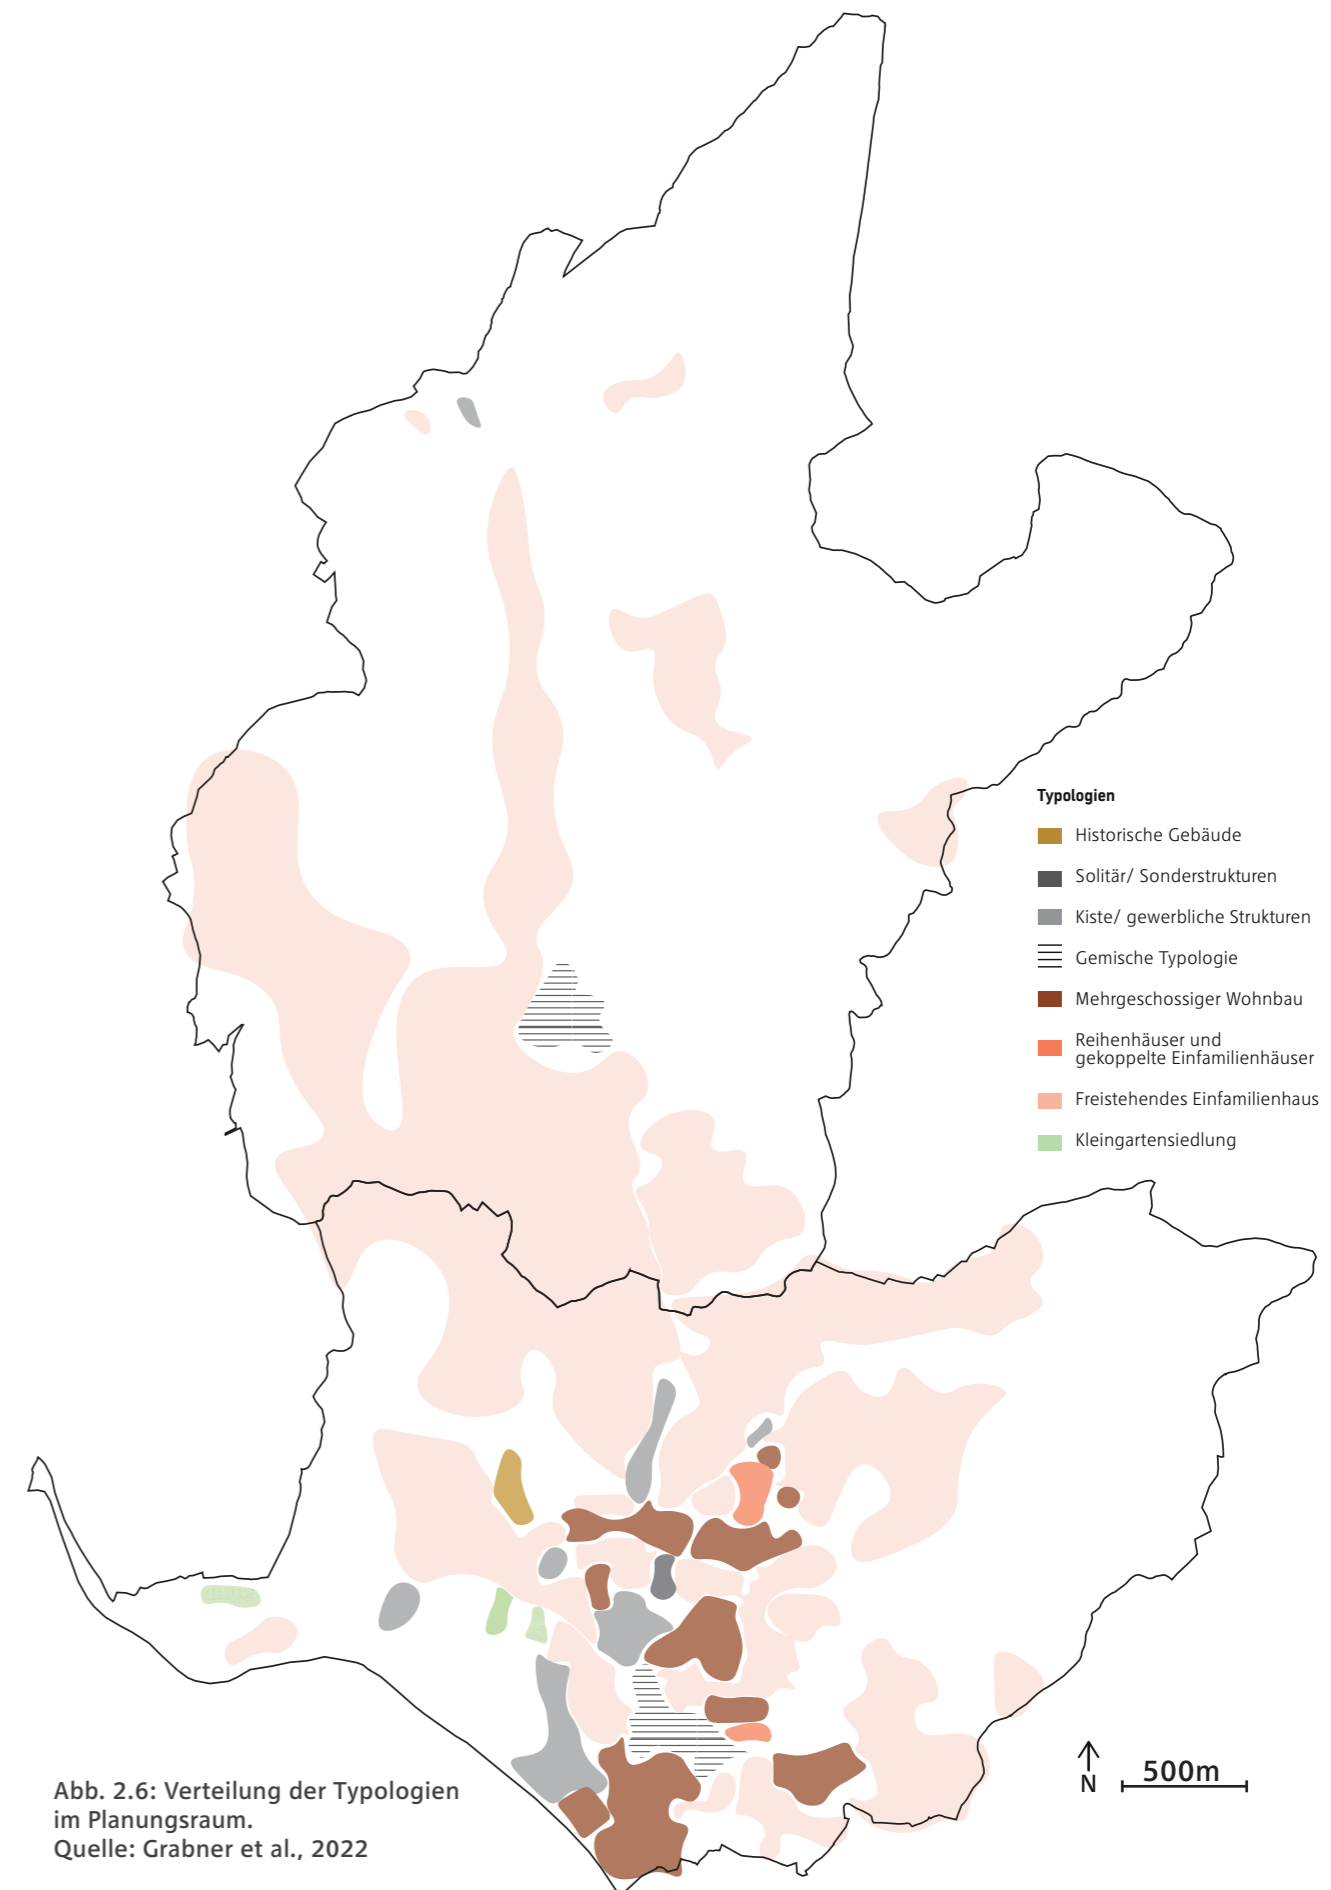 Typologien
Historische Gebäude
Solitär/ Sonderstrukturen
Kiste/ gewerbliche Strukturen
Gemische Typologie
Mehrgeschossiger Wohnbau
Reihenhäuser und
gekoppelte Einfamilienhäuser
Freistehendes Einfamilienhaus
Kleingartensiedlung
N
500m
Abb. 2.6: Verteilung der Typologien
im Planungsraum.
Quelle: Grabner et al., 2022